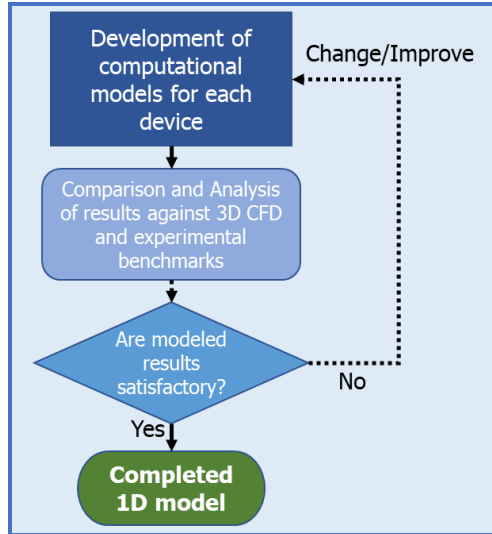 Development of
computational
models for each
device
Change/Improve
Comparison and Analysis
of results against 3D CFD
and experimental
benchmarks
Are modeled
results
satisfactory?
No
Yes
Completed
1D model